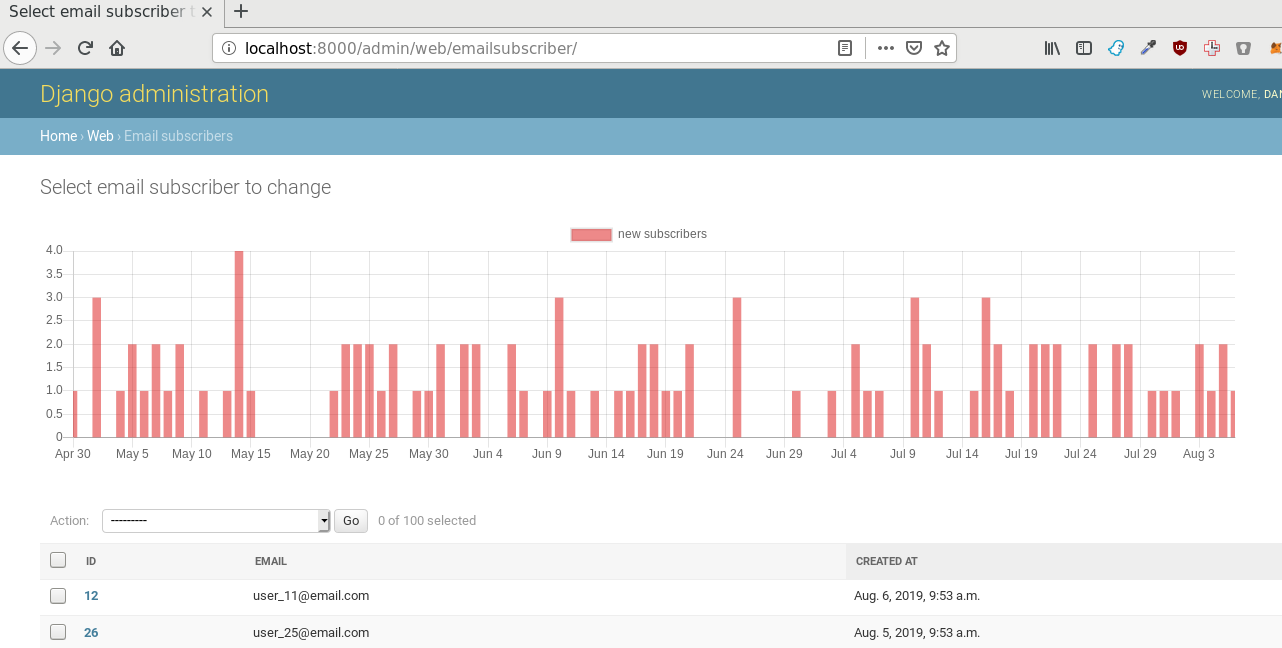 Select email subscriber t
localhost:8000/admin/web/emailsubscriber/
Django administration
WELCOME, DAN
Home › Web › Email subscribers
Select email subscriber to change
new subscribers
4.0
3.5
3.0
2.5
2.0
1.5
1.0
0.5
0
Apr 30 May 5 May 10 May 15 May 20 May 25 May 30 Jun 4 Jun 9 Jun 14 Jun 19 Jun 24 Jun 29 Jul 4 Jul 9 Jul 14 Jul 19 Jul 24 Jul 29 Aug 3
Action: --------- Go 0 of 100 selected
ID EMAIL CREATED AT
12 user_11@email.com Aug. 6, 2019, 9:53 a.m.
26 user_25@email.com Aug. 5, 2019, 9:53 a.m.